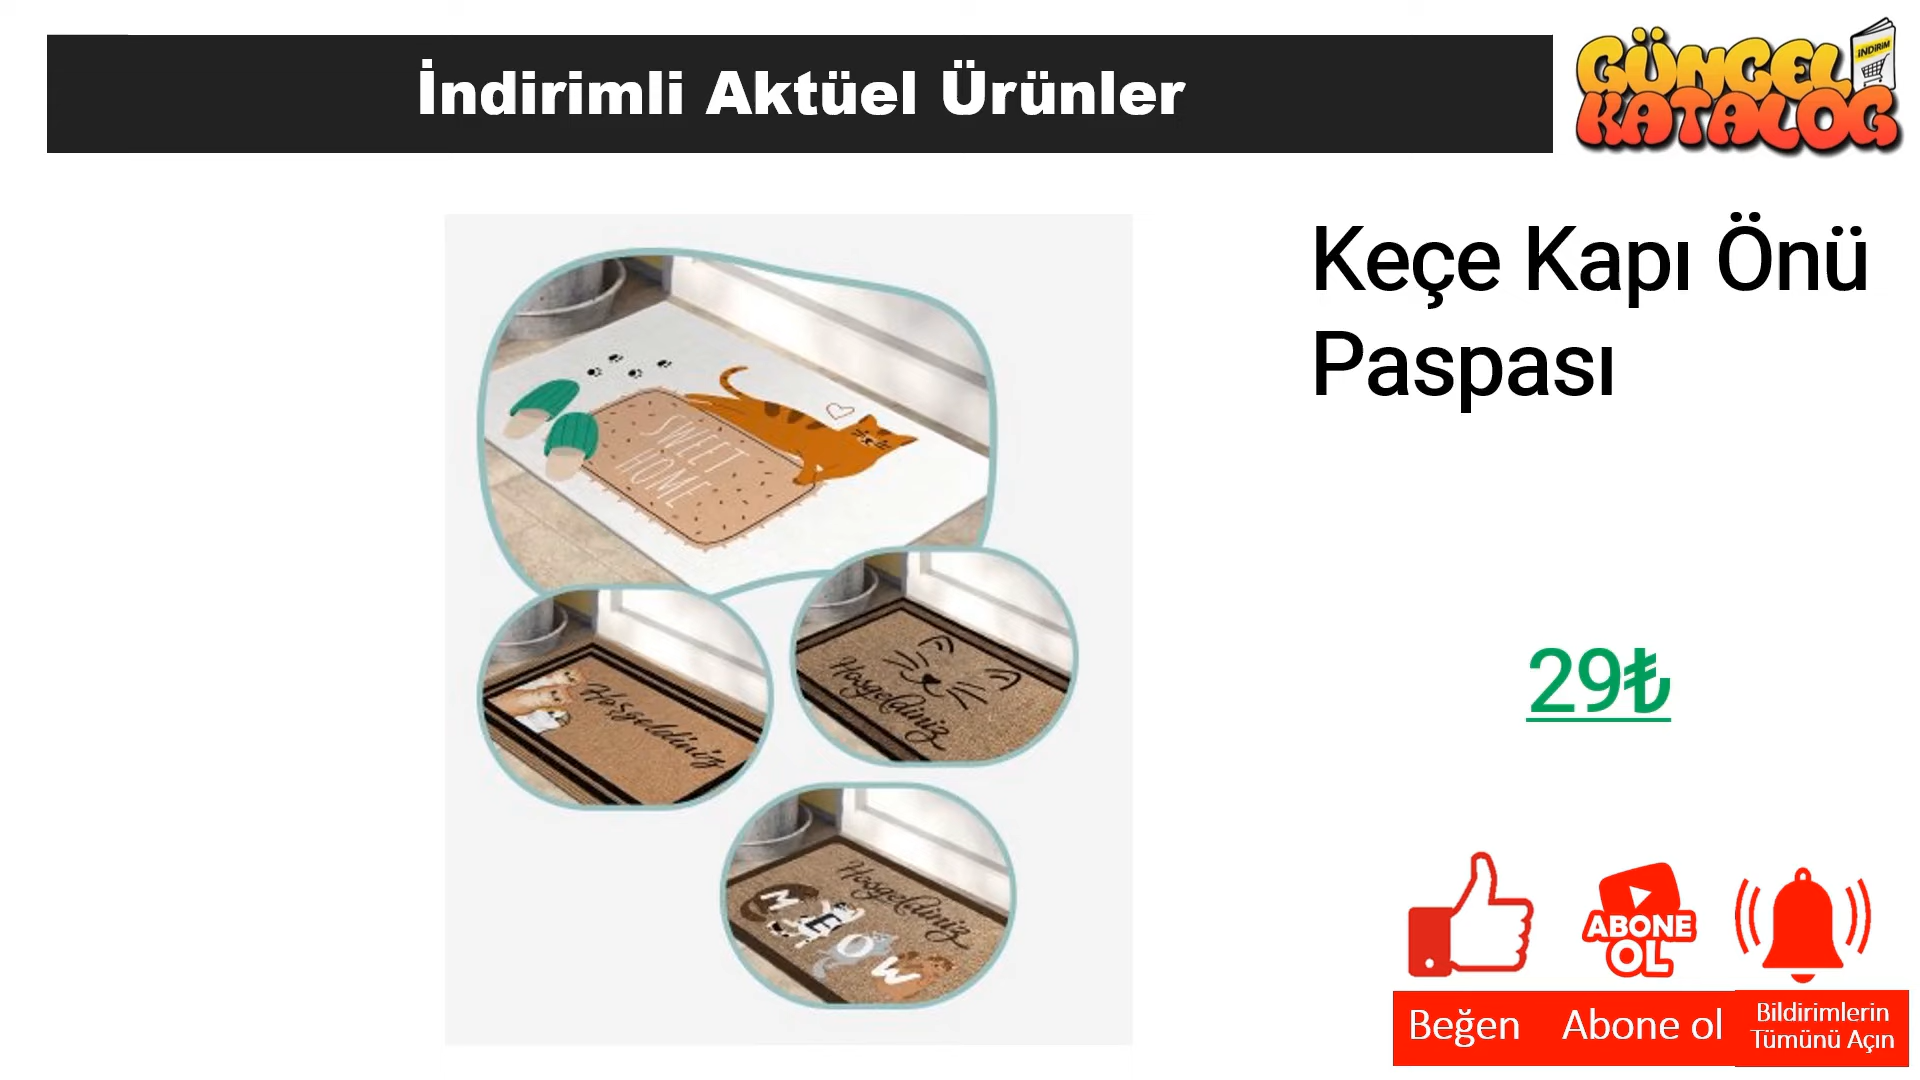 İndirimli Aktüel Ürünler
GÜNCEL
KATALOG
İNDİRİM
Keçe Kapı Önü
Paspası
SWEET
HOME
Hoşgeldiniz
Hoşgeldiniz
Hoşgeldiniz
MEOW
29₺
ABONE
OL
Beğen
Abone ol
Bildirimlerin
Tümünü Açın